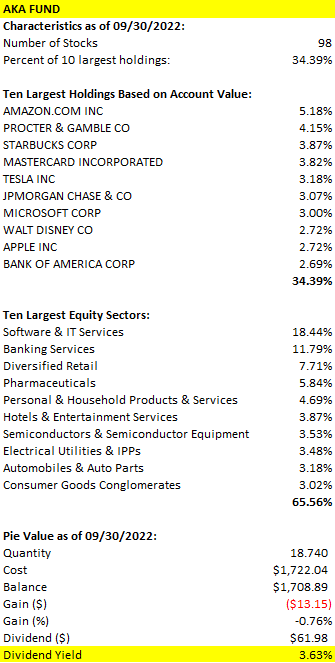 AKA FUND
Characteristics as of 09/30/2022:
Number of Stocks 98
Percent of 10 largest holdings: 34.39%
Ten Largest Holdings Based on Account Value:
AMAZON.COM INC 5.18%
PROCTER & GAMBLE CO 4.15%
STARBUCKS CORP 3.87%
MASTERCARD INCORPORATED 3.82%
TESLA INC 3.18%
JPMORGAN CHASE & CO 3.07%
MICROSOFT CORP 3.00%
WALT DISNEY CO 2.72%
APPLE INC 2.72%
BANK OF AMERICA CORP 2.69%
34.39%
Ten Largest Equity Sectors:
Software & IT Services 18.44%
Banking Services 11.79%
Diversified Retail 7.71%
Pharmaceuticals 5.84%
Personal & Household Products & Services 4.69%
Hotels & Entertainment Services 3.87%
Semiconductors & Semiconductor Equipment 3.53%
Electrical Utilities & IPPs 3.48%
Automobiles & Auto Parts 3.18%
Consumer Goods Conglomerates 3.02%
65.56%
Pie Value as of 09/30/2022:
Quantity 18.740
Cost $1,722.04
Balance $1,708.89
Gain ($) ($13.15)
Gain (%) -0.76%
Dividend ($) $61.98
Dividend Yield 3.63%